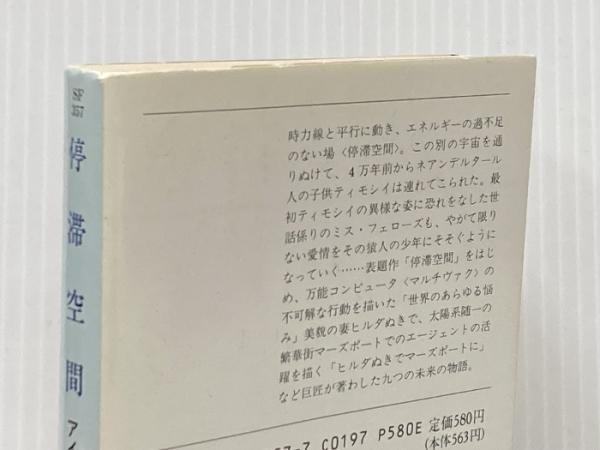 SF
357
停滞空間
ア
時力線と平行に動き、エネルギーの過不足
のない場〈停滞空間〉。この別の宇宙を通
りぬけて、４万年前からネアンデルタール
人の子供ティモシイは連れてこられた。最
初ティモシイの異様な姿に恐れをなした世
話係りのミス・フェローズも、やがて限り
ない愛情をその猿人の少年にそそぐように
なっていく……表題作「停滞空間」をはじ
め、万能コンピュータ〈マルチヴァク〉の
不可解な行動を描いた「世界のあらゆる悩
み」美貌の妻ヒルダぬきで、太陽系随一の
繁華街マーズポートでのエージェントの活
躍を描く「ヒルダぬきでマーズポートに」
など巨匠が著わした九つの未来の物語。
7-7 C0197 P580E 定価580円
(本体563円)